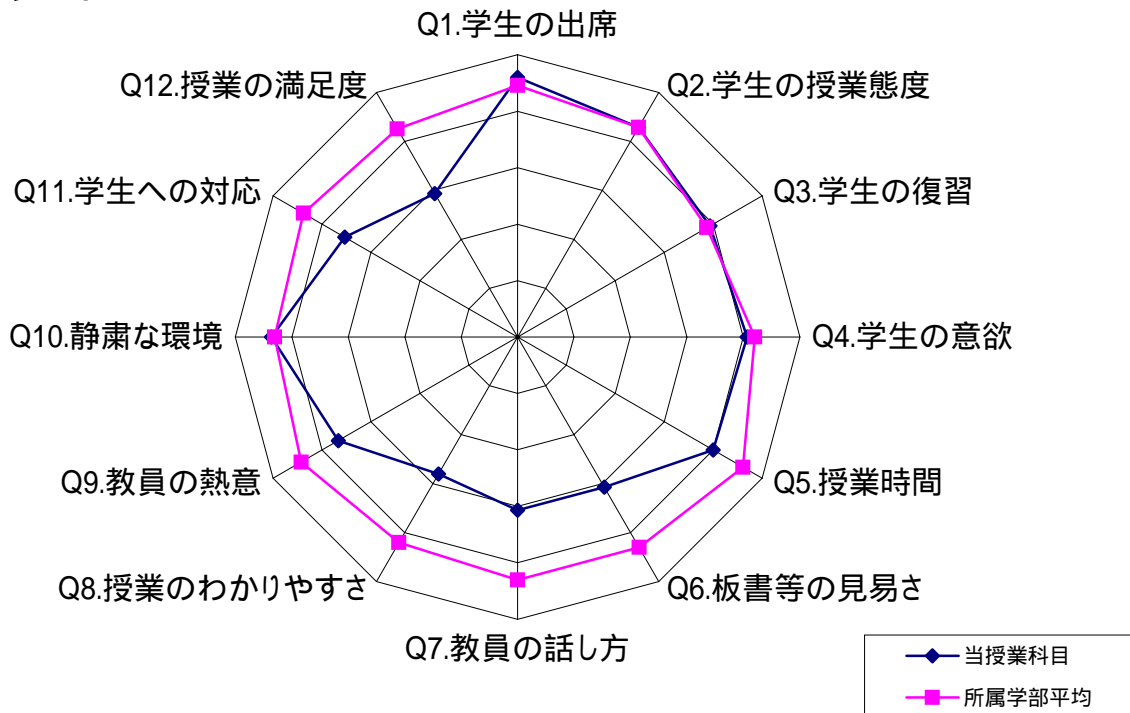 Q1.学生の出席
Q2.学生の授業態度
Q3.学生の復習
Q4.学生の意欲
Q5.授業時間
Q6.板書等の見易さ
Q7.教員の話し方
Q8.授業のわかりやすさ
Q9.教員の熱意
Q10.静粛な環境
Q11.学生への対応
Q12.授業の満足度
当授業科目
所属学部平均